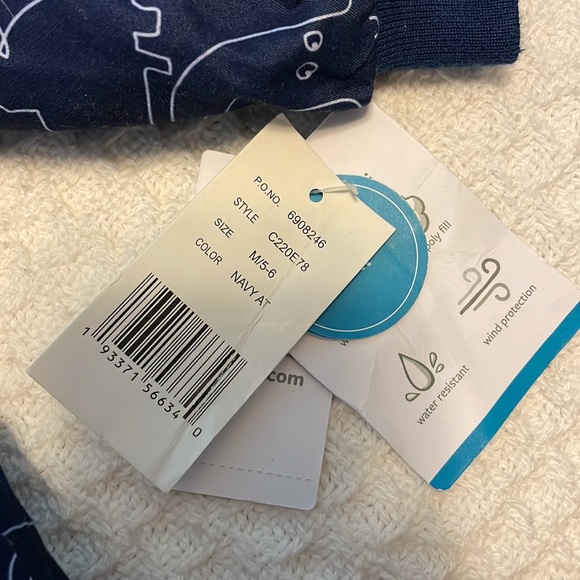 P.O.NO. 6908246
STYLE C220E78
SIZE M/5-6
COLOR NAVY AT
1 93371 56634 0
poly fill
wind protection
water resistant
.com